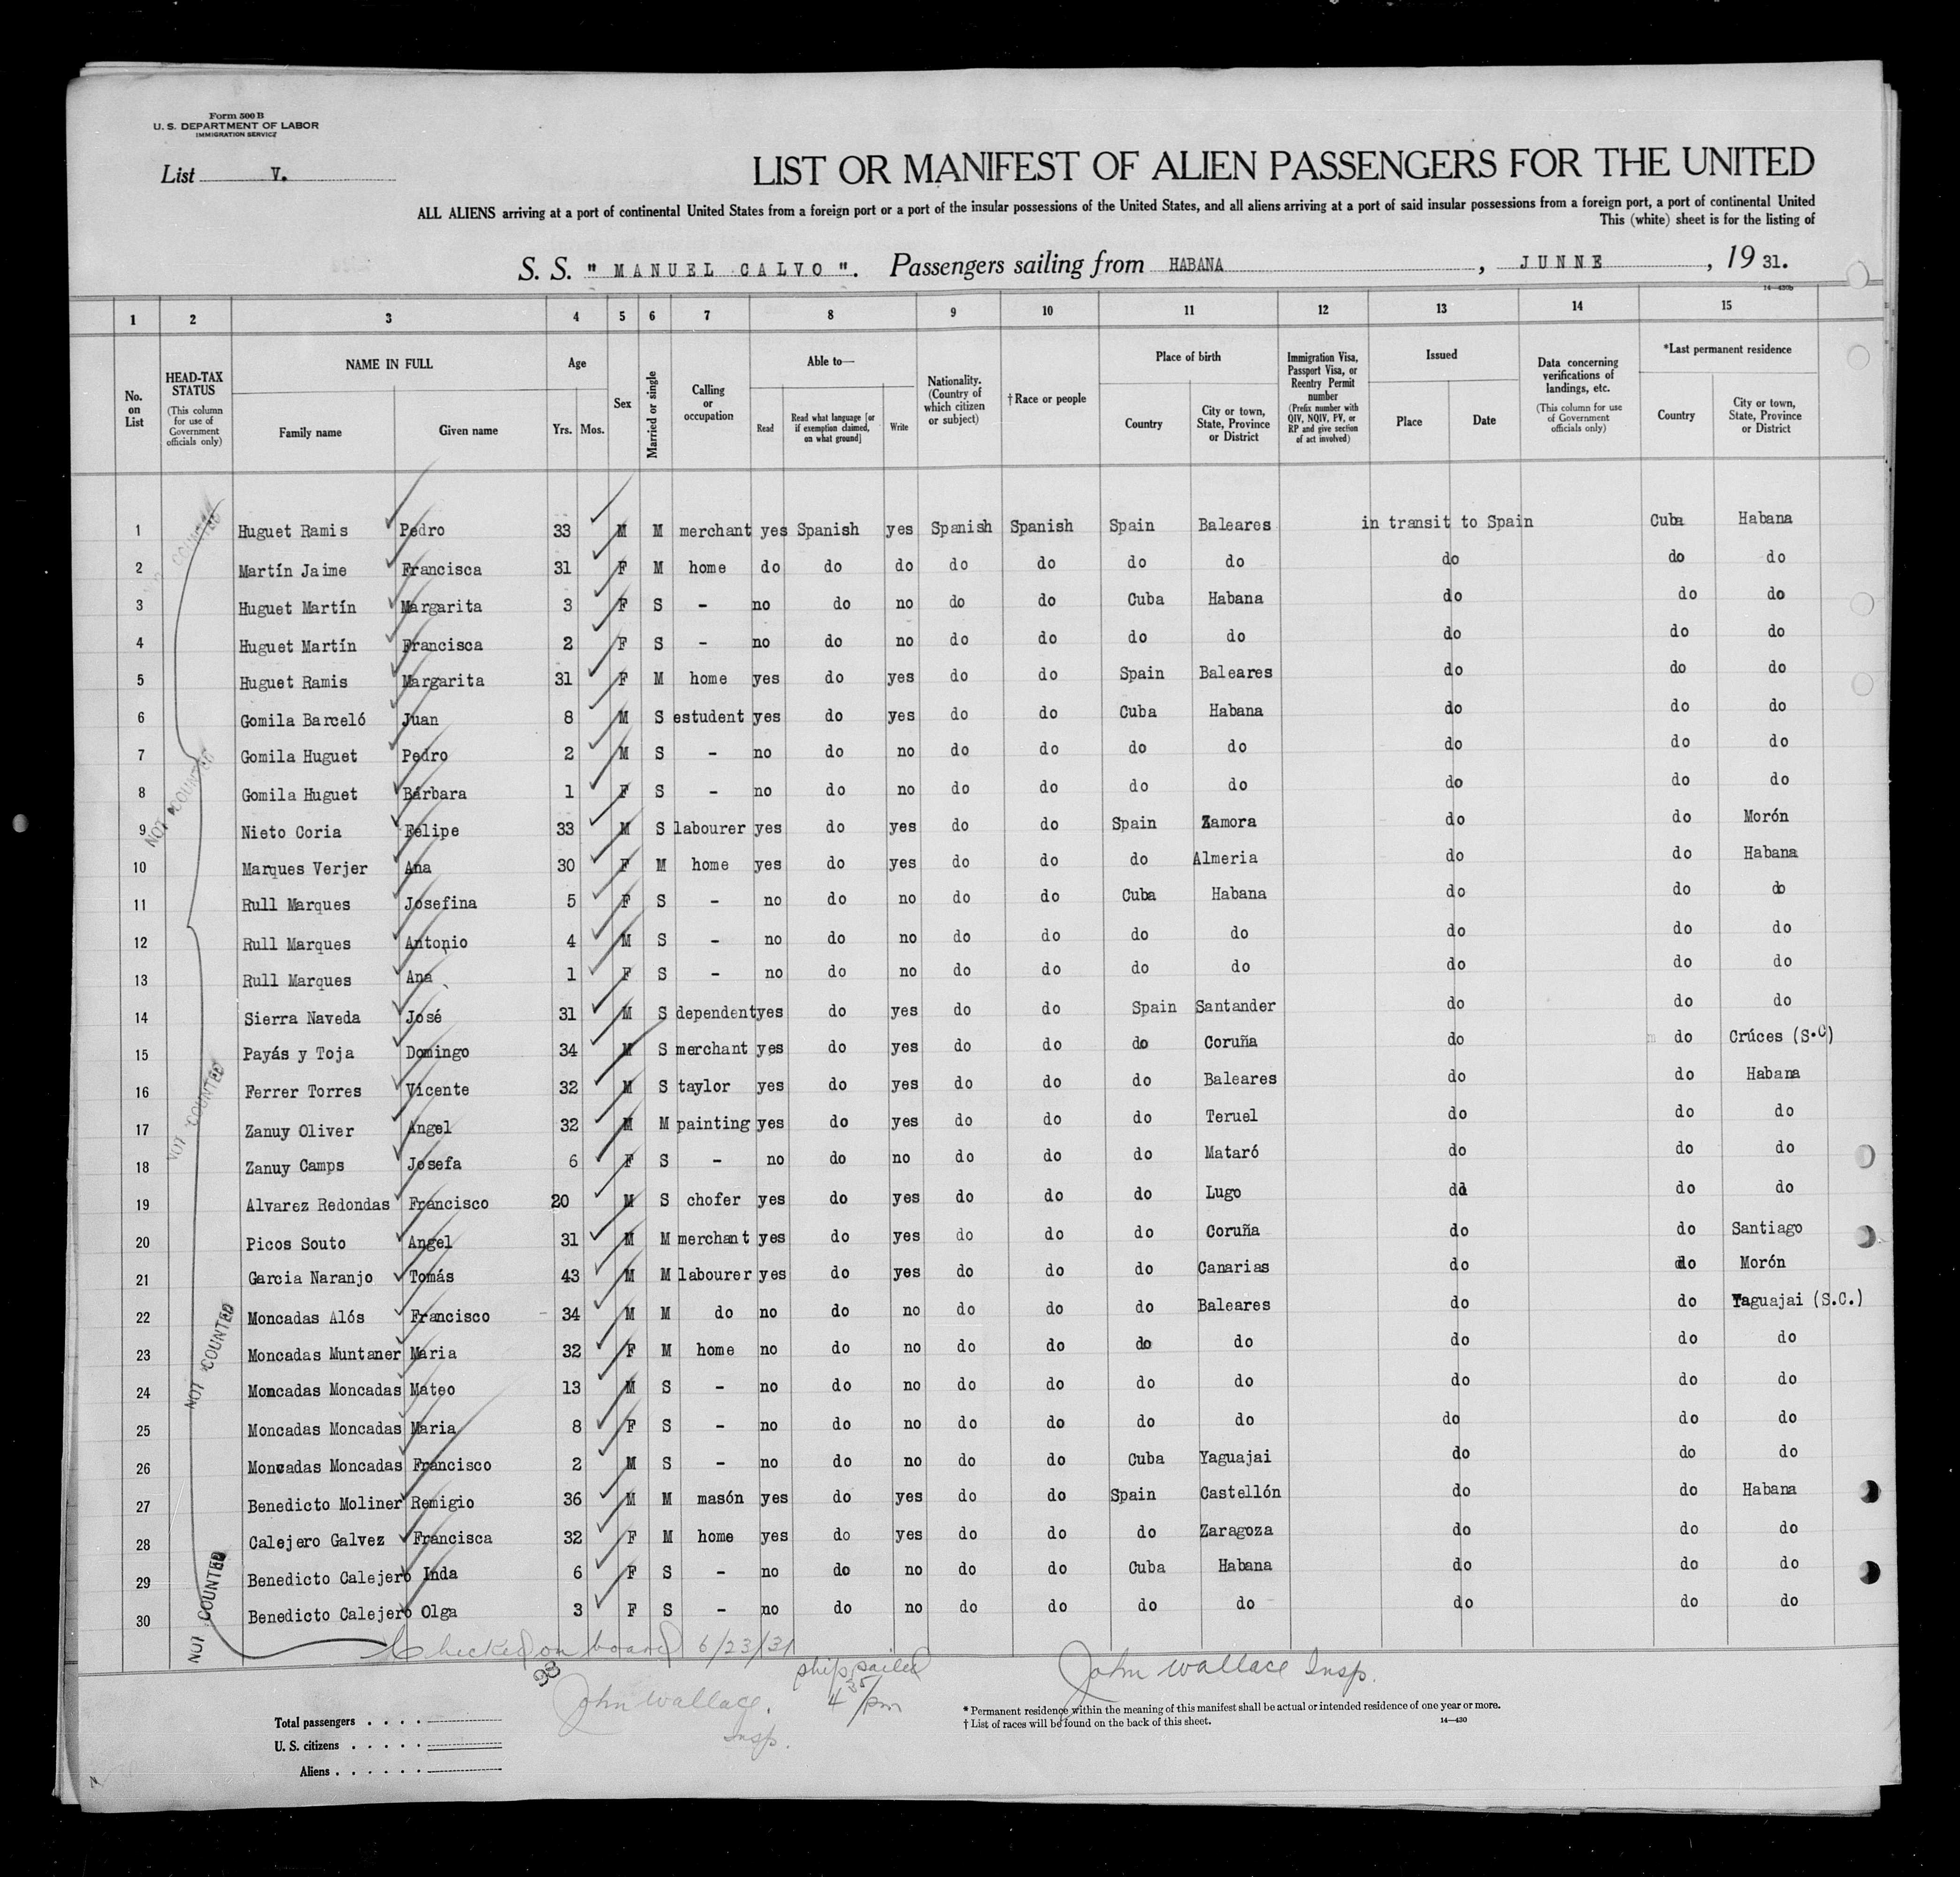 Form 500 B
U. S. DEPARTMENT OF LABOR
IMMIGRATION SERVICE
List V.
LIST OR MANIFEST OF ALIEN PASSENGERS FOR THE UNITED
ALL ALIENS arriving at a port of continental United States from a foreign port or a port of the insular possessions of the United States, and all aliens arriving at a port of said insular possessions from a foreign port, a port of continental United
This (white) sheet is for the listing of
S. S. " MANUEL CALVO ". Passengers sailing from HABANA , JUNNE , 19 31.
14—430b
1 2 3 4 5 6 7 8 9 10 11 12 13 14 15
No. on List
HEAD-TAX STATUS (This column for use of Government officials only)
NAME IN FULL Family name Given name
Age Yrs. Mos.
Sex
Married or single
Calling or occupation
Able to— Read Read what language [or if exemption claimed, on what ground] Write
Nationality. (Country of which citizen or subject)
†Race or people
Place of birth Country City or town, State, Province or District
Immigration Visa, Passport Visa, or Reentry Permit number (Prefix number with QIV, NQIV, PV, or RP and give section of act involved)
Issued Place Date
Data concerning verifications of landings, etc. (This column for use of Government officials only)
*Last permanent residence Country City or town, State, Province or District
1 Huguet Ramis Pedro 33 M M merchant yes Spanish yes Spanish Spanish Spain Baleares in transit to Spain Cuba Habana
2 Martín Jaime Francisca 31 F M home do do do do do do do do do do
3 Huguet Martín Margarita 3 F S - no do no do do Cuba Habana do do do
4 Huguet Martín Francisca 2 F S - no do no do do do do do do do
5 Huguet Ramis Margarita 31 F M home yes do yes do do Spain Baleares do do do
6 Gomila Barceló Juan 8 M S estudent yes do yes do do Cuba Habana do do do
7 Gomila Huguet Pedro 2 M S - no do no do do do do do do do
8 Gomila Huguet Bárbara 1 F S - no do no do do do do do do do
9 Nieto Coria Felipe 33 M S labourer yes do yes do do Spain Zamora do do Morón
10 Marques Verjer Ana 30 F M home yes do yes do do do Almeria do do Habana
11 Rull Marques Josefina 5 F S - no do no do do Cuba Habana do do do
12 Rull Marques Antonio 4 M S - no do no do do do do do do do
13 Rull Marques Ana 1 F S - no do no do do do do do do do
14 Sierra Naveda José 31 M S dependent yes do yes do do Spain Santander do do do
15 Payás y Toja Domingo 34 M S merchant yes do yes do do do Coruña do do Crúces (S.C)
16 Ferrer Torres Vicente 32 M S taylor yes do yes do do do Baleares do do Habana
17 Zanuy Oliver Angel 32 M M painting yes do yes do do do Teruel do do do
18 Zanuy Camps Josefa 6 F S - no do no do do do Mataró do do do
19 Alvarez Redondas Francisco 20 M S chofer yes do yes do do do Lugo do do do
20 Picos Souto Angel 31 M M merchant yes do yes do do do Coruña do do Santiago
21 Garcia Naranjo Tomás 43 M M labourer yes do yes do do do Canarias do do Morón
22 Moncadas Alós Francisco 34 M M do no do no do do do Baleares do do Yaguajai (S.C.)
23 Moncadas Muntaner Maria 32 F M home no do no do do do do do do do
24 Moncadas Moncadas Mateo 13 M S - no do no do do do do do do do
25 Moncadas Moncadas Maria 8 F S - no do no do do do do do do do
26 Moncadas Moncadas Francisco 2 M S - no do no do do Cuba Yaguajai do do do
27 Benedicto Moliner Remigio 36 M M masón yes do yes do do Spain Castellón do do Habana
28 Calejero Galvez Francisca 32 F M home yes do yes do do do Zaragoza do do do
29 Benedicto Calejero Inda 6 F S - no do no do do Cuba Habana do do do
30 Benedicto Calejero Olga 3 F S - no do no do do do do do do do
NOT COUNTED
NOT COUNTED
NOT COUNTED
NOT COUNTED
Checked on board 6/23/31
93
John Wallace. Insp.
ship sailed 4 35/pm
John Wallace Insp.
* Permanent residence within the meaning of this manifest shall be actual or intended residence of one year or more.
† List of races will be found on the back of this sheet.
14—430
Total passengers . . . .
U. S. citizens . . . . .
Aliens . . . . . .